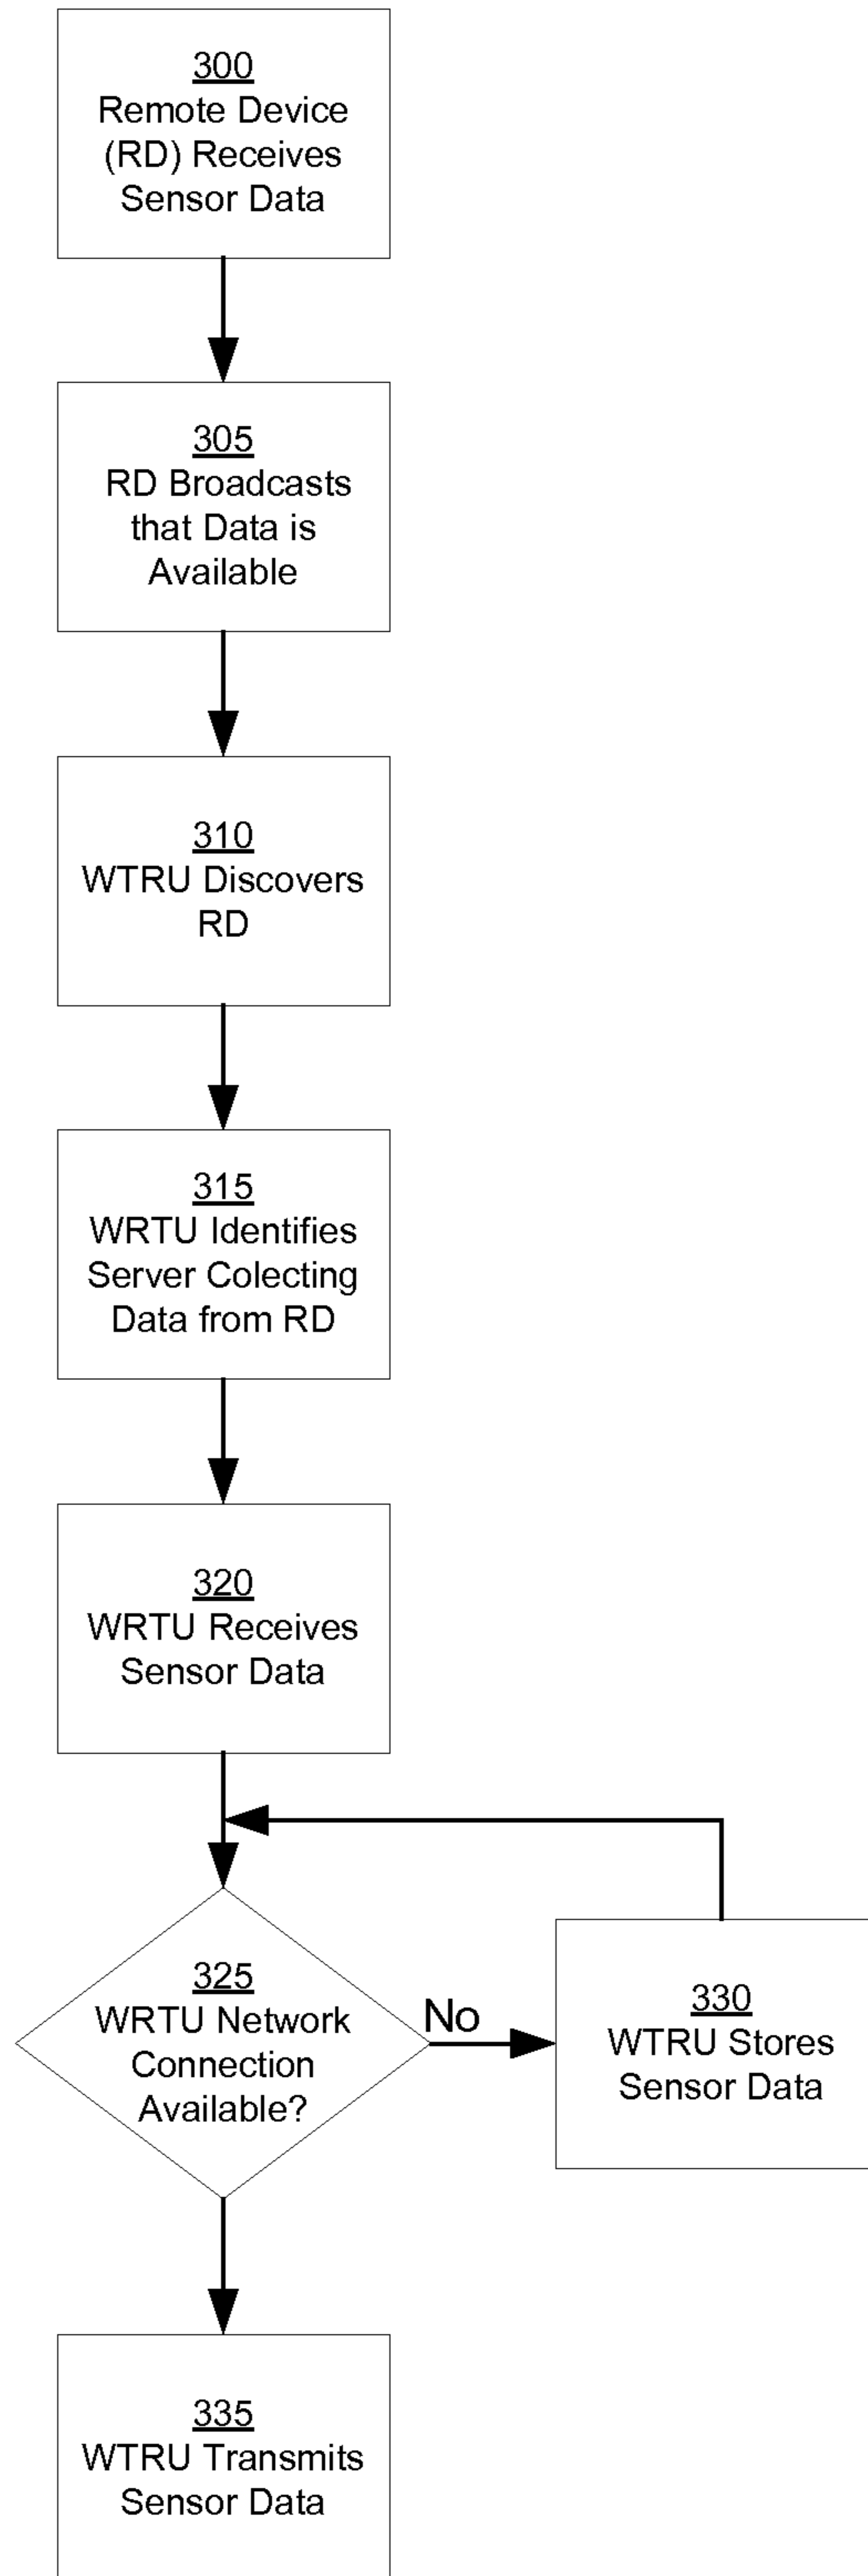 300
Remote Device
(RD) Receives
Sensor Data
305
RD Broadcasts
that Data is
Available
310
WTRU Discovers
RD
315
WRTU Identifies
Server Colecting
Data from RD
320
WRTU Receives
Sensor Data
325
WRTU Network
Connection
Available?
No
330
WTRU Stores
Sensor Data
335
WTRU Transmits
Sensor Data